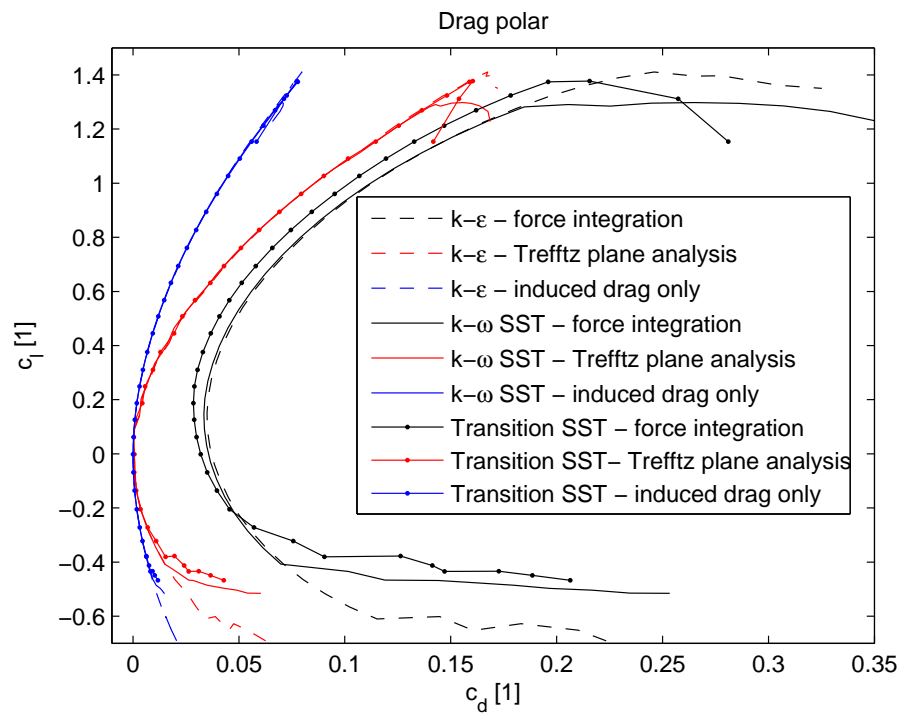 Drag polar
1.4
1.2
1
0.8
0.6
0.4
0.2
0
−0.2
−0.4
−0.6
c_l [1]
k−ε − force integration
k−ε − Trefftz plane analysis
k−ε − induced drag only
k−ω SST − force integration
k−ω SST − Trefftz plane analysis
k−ω SST − induced drag only
Transition SST − force integration
Transition SST− Trefftz plane analysis
Transition SST − induced drag only
0 0.05 0.1 0.15 0.2 0.25 0.3 0.35
c_d [1]